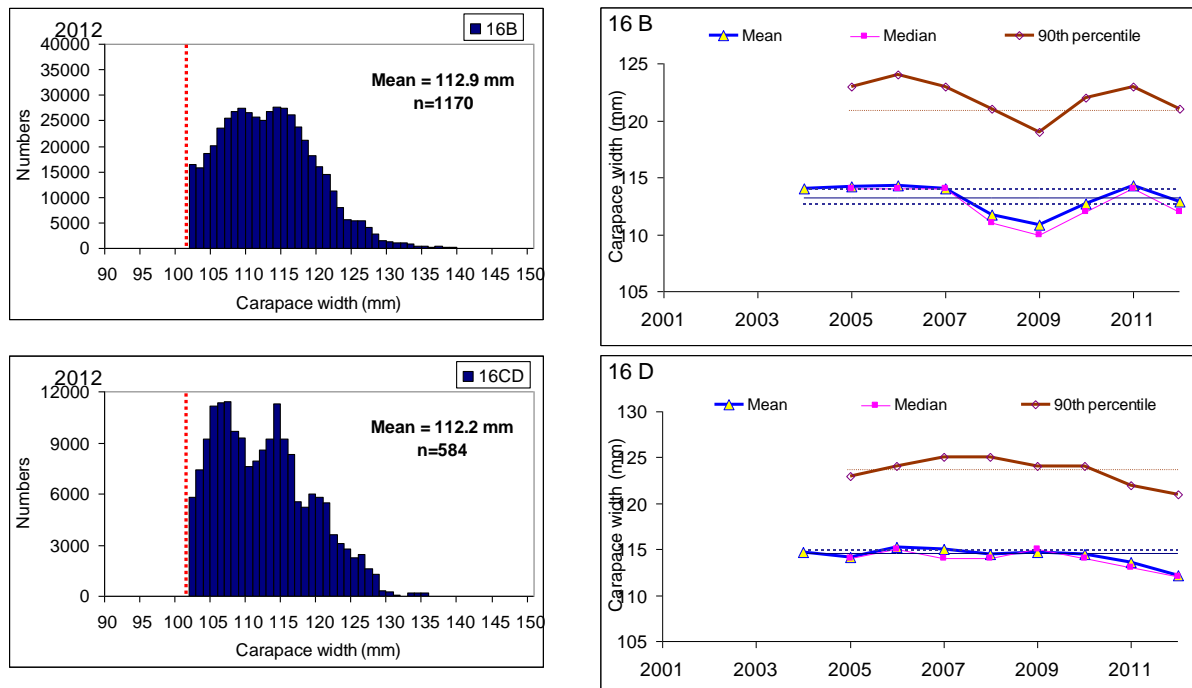 2012
16B
40000
35000
30000
25000
20000
15000
10000
5000
0
Numbers
Mean = 112.9 mm
n=1170
90 95 100 105 110 115 120 125 130 135 140 145 150
Carapace width (mm)
16 B
Mean Median 90th percentile
125
120
115
110
105
Carapace width (mm)
2001 2003 2005 2007 2009 2011
2012
16CD
12000
9000
6000
3000
0
Numbers
Mean = 112.2 mm
n=584
90 95 100 105 110 115 120 125 130 135 140 145 150
Carapace width (mm)
16 D
Mean Median 90th percentile
130
125
120
115
110
105
Carapace width (mm)
2001 2003 2005 2007 2009 2011